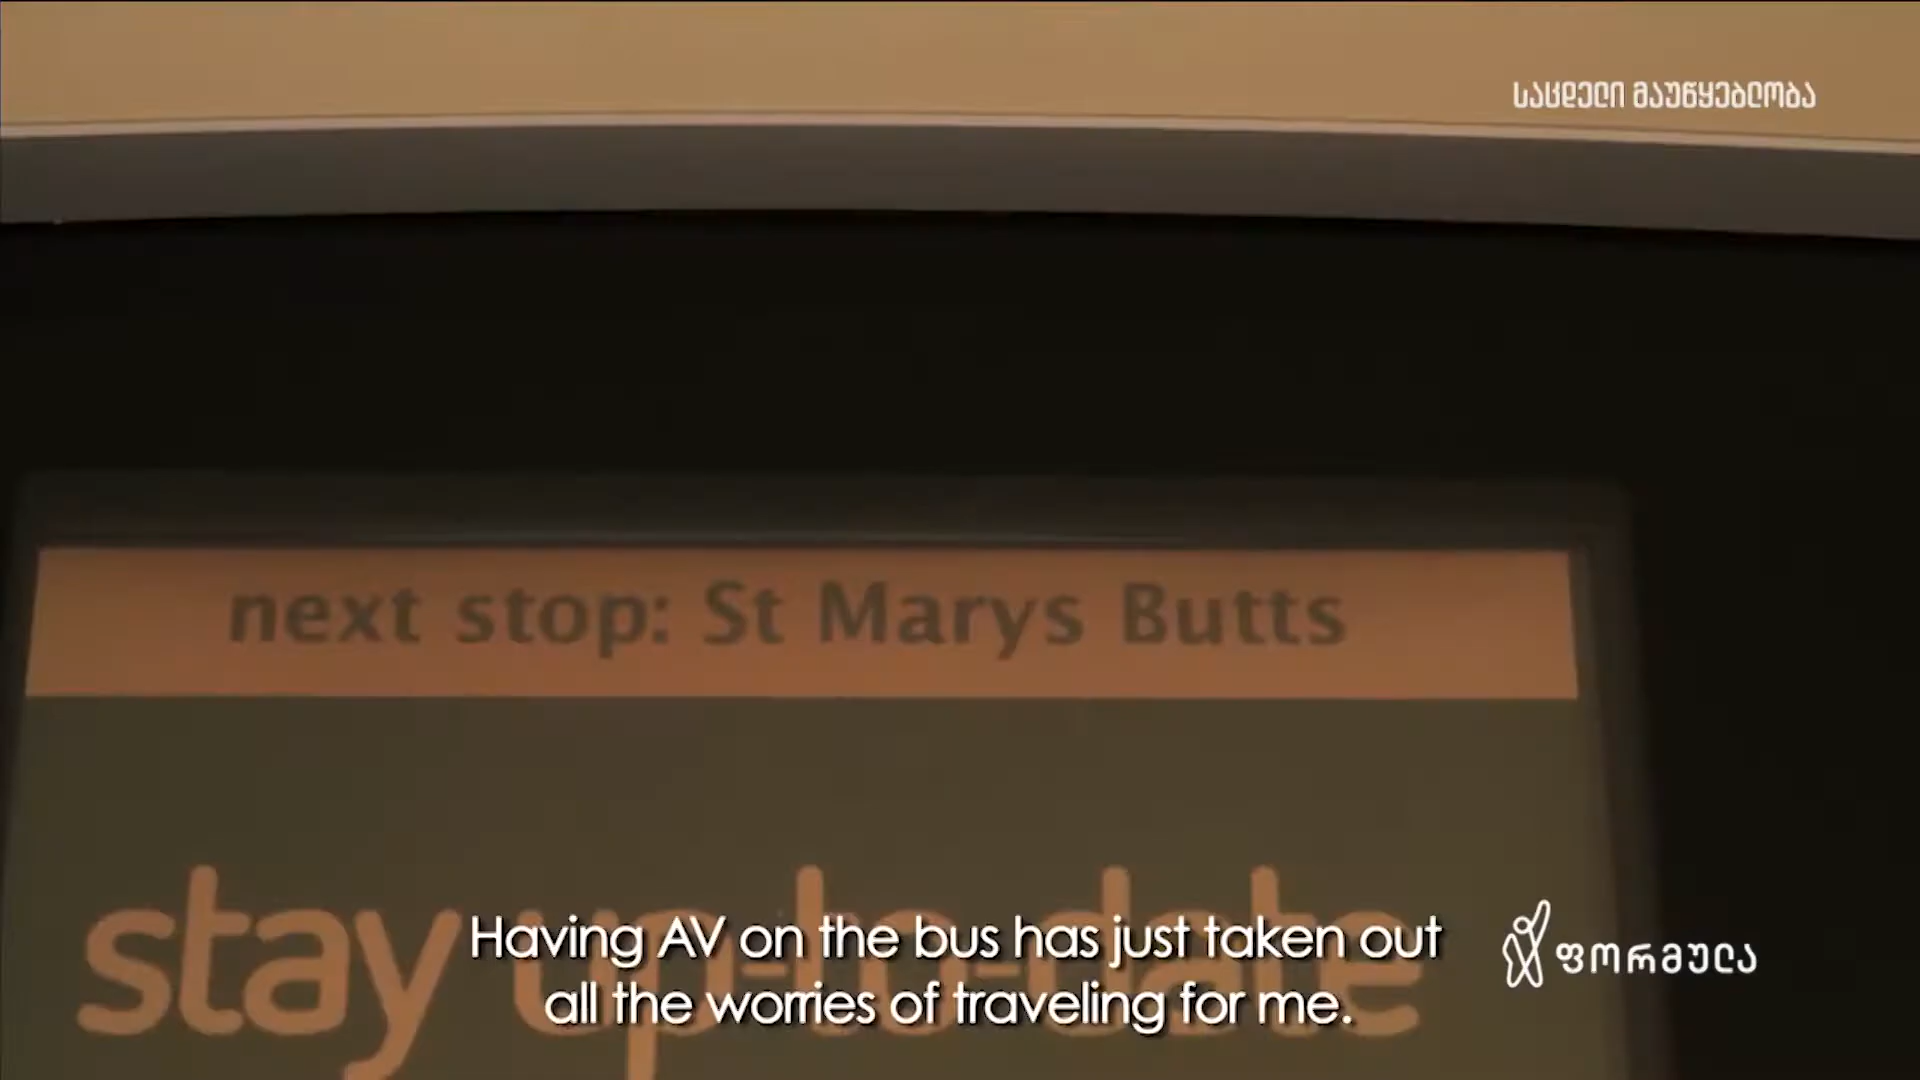 საცდელი მაუწყებლობა
next stop: St Marys Butts
stay up-to-date
Having AV on the bus has just taken out
all the worries of traveling for me.
ფორმულა